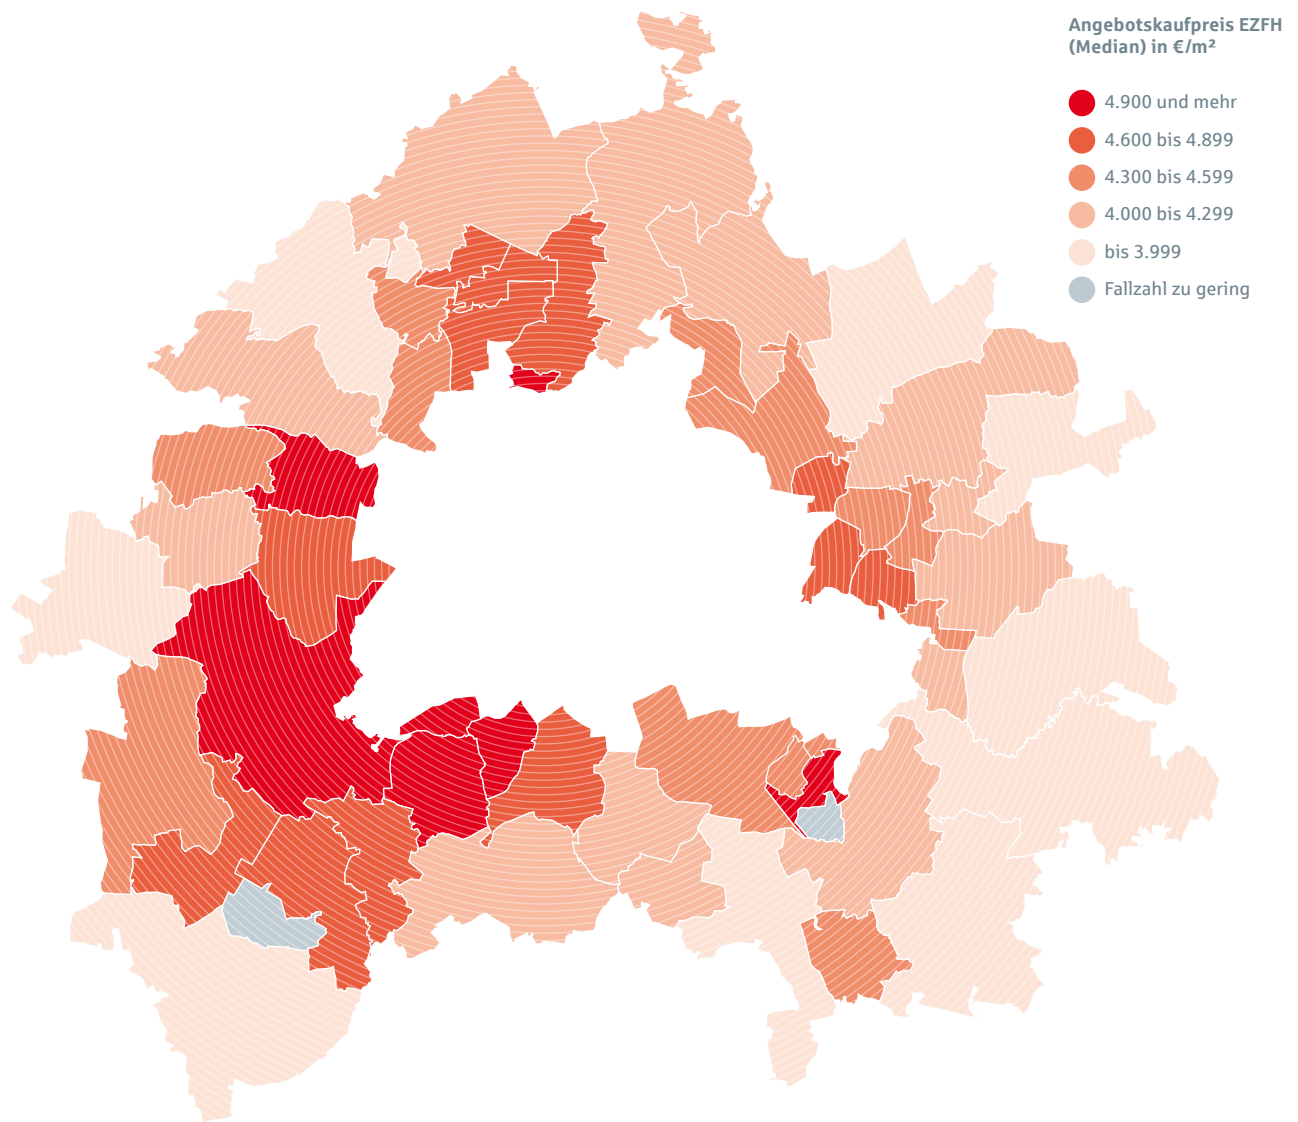 Angebotskaufpreis EZFH
(Median) in €/m²
4.900 und mehr
4.600 bis 4.899
4.300 bis 4.599
4.000 bis 4.299
bis 3.999
Fallzahl zu gering